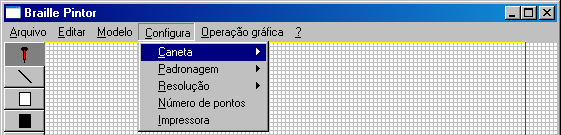 Braille Pintor
Arquivo Editar Modelo Configura Operação gráfica ?
Caneta
Padronagem
Resolução
Número de pontos
Impressora